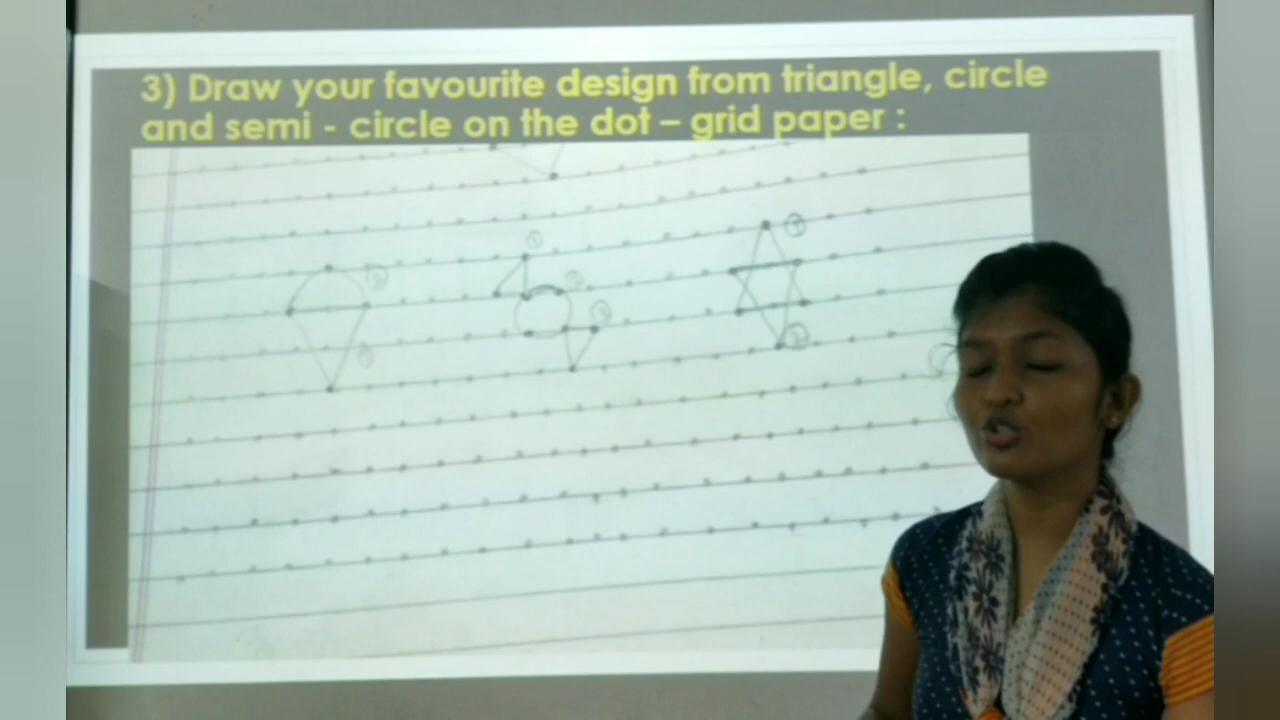 3) Draw your favourite design from triangle, circle
and semi - circle on the dot – grid paper :